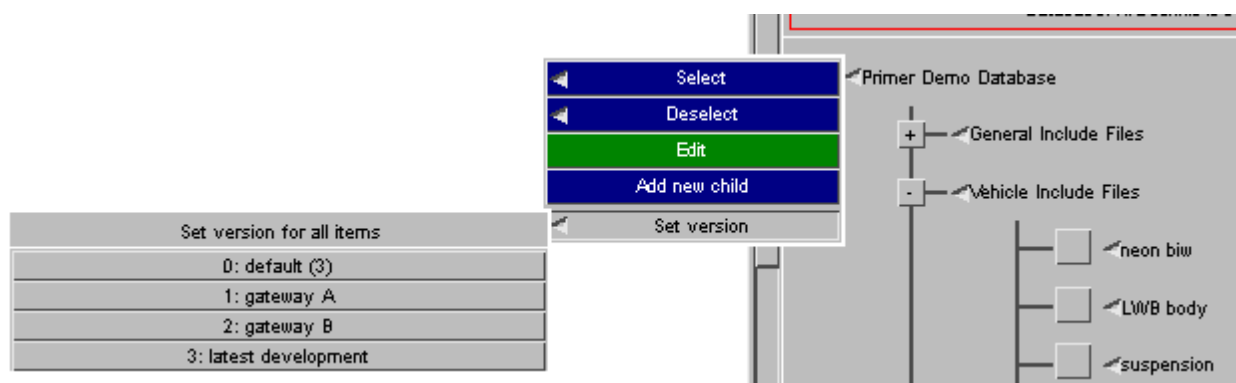 Select
Deselect
Edit
Add new child
Set version
Set version for all items
0: default (3)
1: gateway A
2: gateway B
3: latest development
Primer Demo Database
+
General Include Files
-
Vehicle Include Files
neon biw
LWB body
suspension